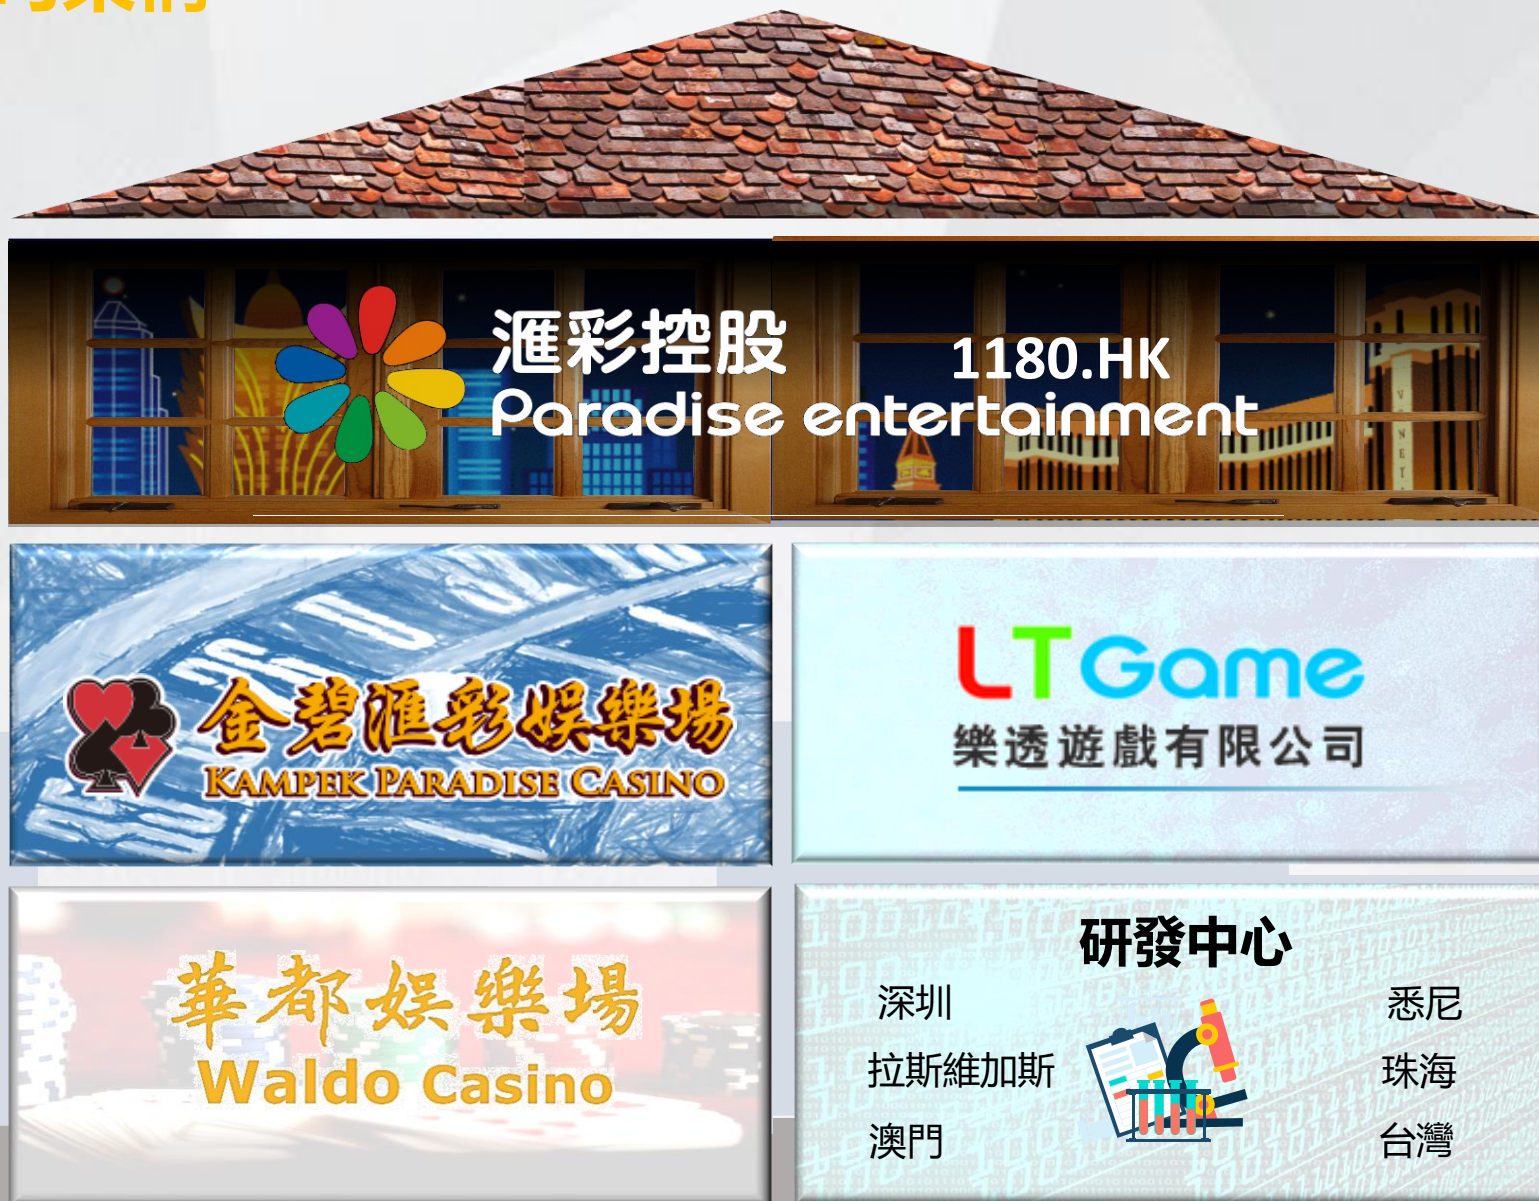 滙彩控股
1180.HK
Paradise entertainment
金碧滙彩娛樂場
KAMPEK PARADISE CASINO
LTGame
樂透遊戲有限公司
華都娛樂場
Waldo Casino
研發中心
深圳
悉尼
拉斯維加斯
珠海
澳門
台灣